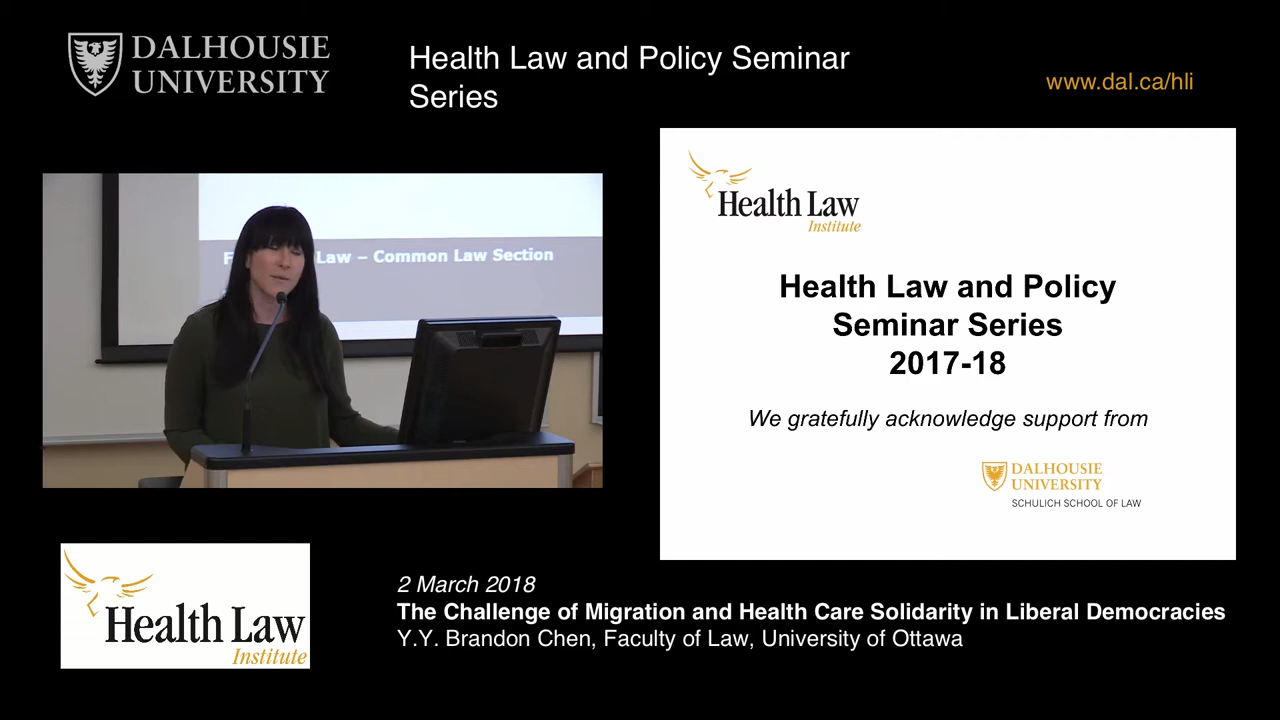 DALHOUSIE
UNIVERSITY
Health Law and Policy Seminar
Series
www.dal.ca/hli
Law – Common Law Section
Health Law
Institute
Health Law and Policy
Seminar Series
2017-18
We gratefully acknowledge support from
DALHOUSIE
UNIVERSITY
SCHULICH SCHOOL OF LAW
Health Law
Institute
2 March 2018
The Challenge of Migration and Health Care Solidarity in Liberal Democracies
Y.Y. Brandon Chen, Faculty of Law, University of Ottawa